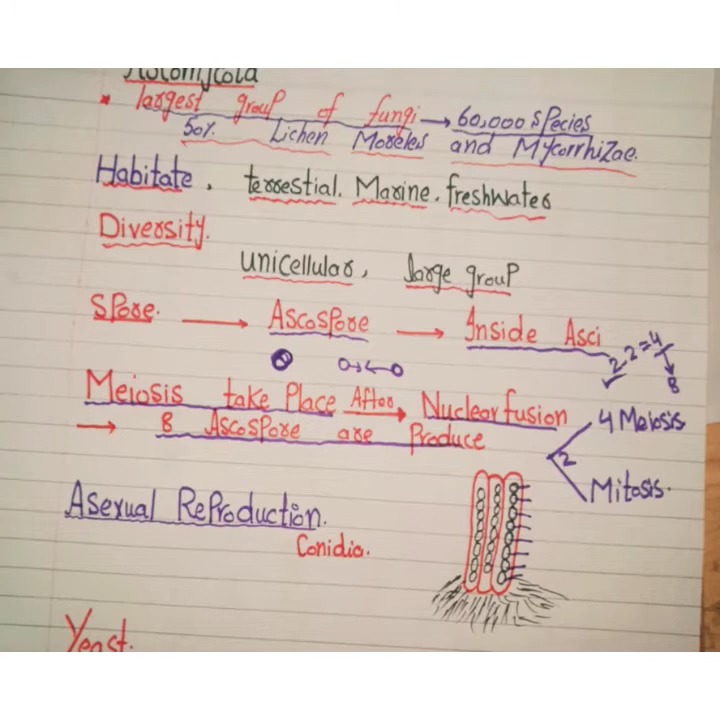 * largest group of fungi → 60,000 species
50% Lichen Moreles and Mycorrhizae.
Habitate. terrestial. Marine. freshwater
Diversity.
unicellular, large group
Spore. → Ascospore → Inside Asci
2-2=4
8
Meiosis take Place After → Nuclear fusion
→ 8 Ascospore are Produce
2
4 Meiosis
Mitosis.
Asexual Reproduction.
Conidia.
Yeast.